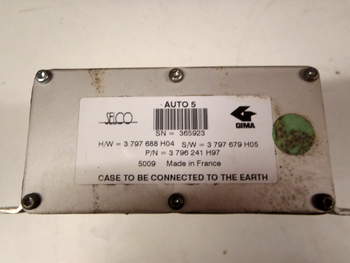 AUTO 5
SELCO
GIMA
SN = 365923
H/W = 3 797 688 H04 S/W = 3 797 679 H05
P/N = 3 796 241 H97
5009 Made in France
CASE TO BE CONNECTED TO THE EARTH